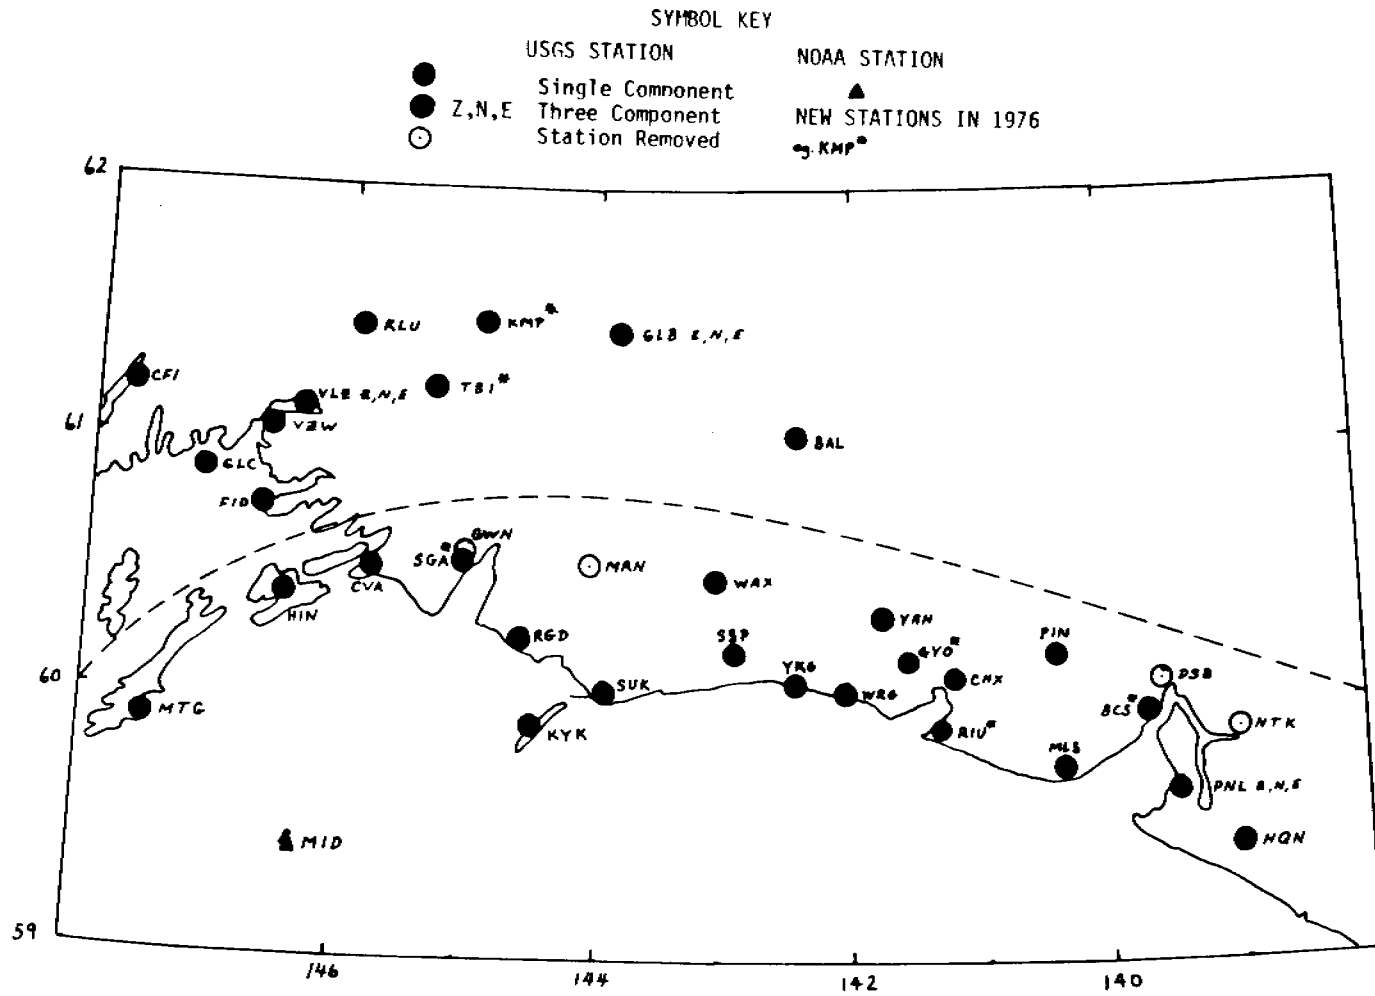 SYMBOL KEY
USGS STATION
NOAA STATION
Single Component
Z,N,E Three Component
NEW STATIONS IN 1976
Station Removed
eg. KMP*
62
RLU
KMP*
GLB Z,N,E
CFI
VLZ Z,N,E
TBI*
61
VZW
BAL
GLC
FID
GWN
SGA*
MAN
CVA
WAX
HIN
YAH
RGD
SSP
GYO*
PIN
60
SUK
YKG
WRG
CHX
PSB
MTG
BCS*
NTK
KYK
RIU*
MLS
PNL Z,N,E
MID
HQN
59
146
144
142
140